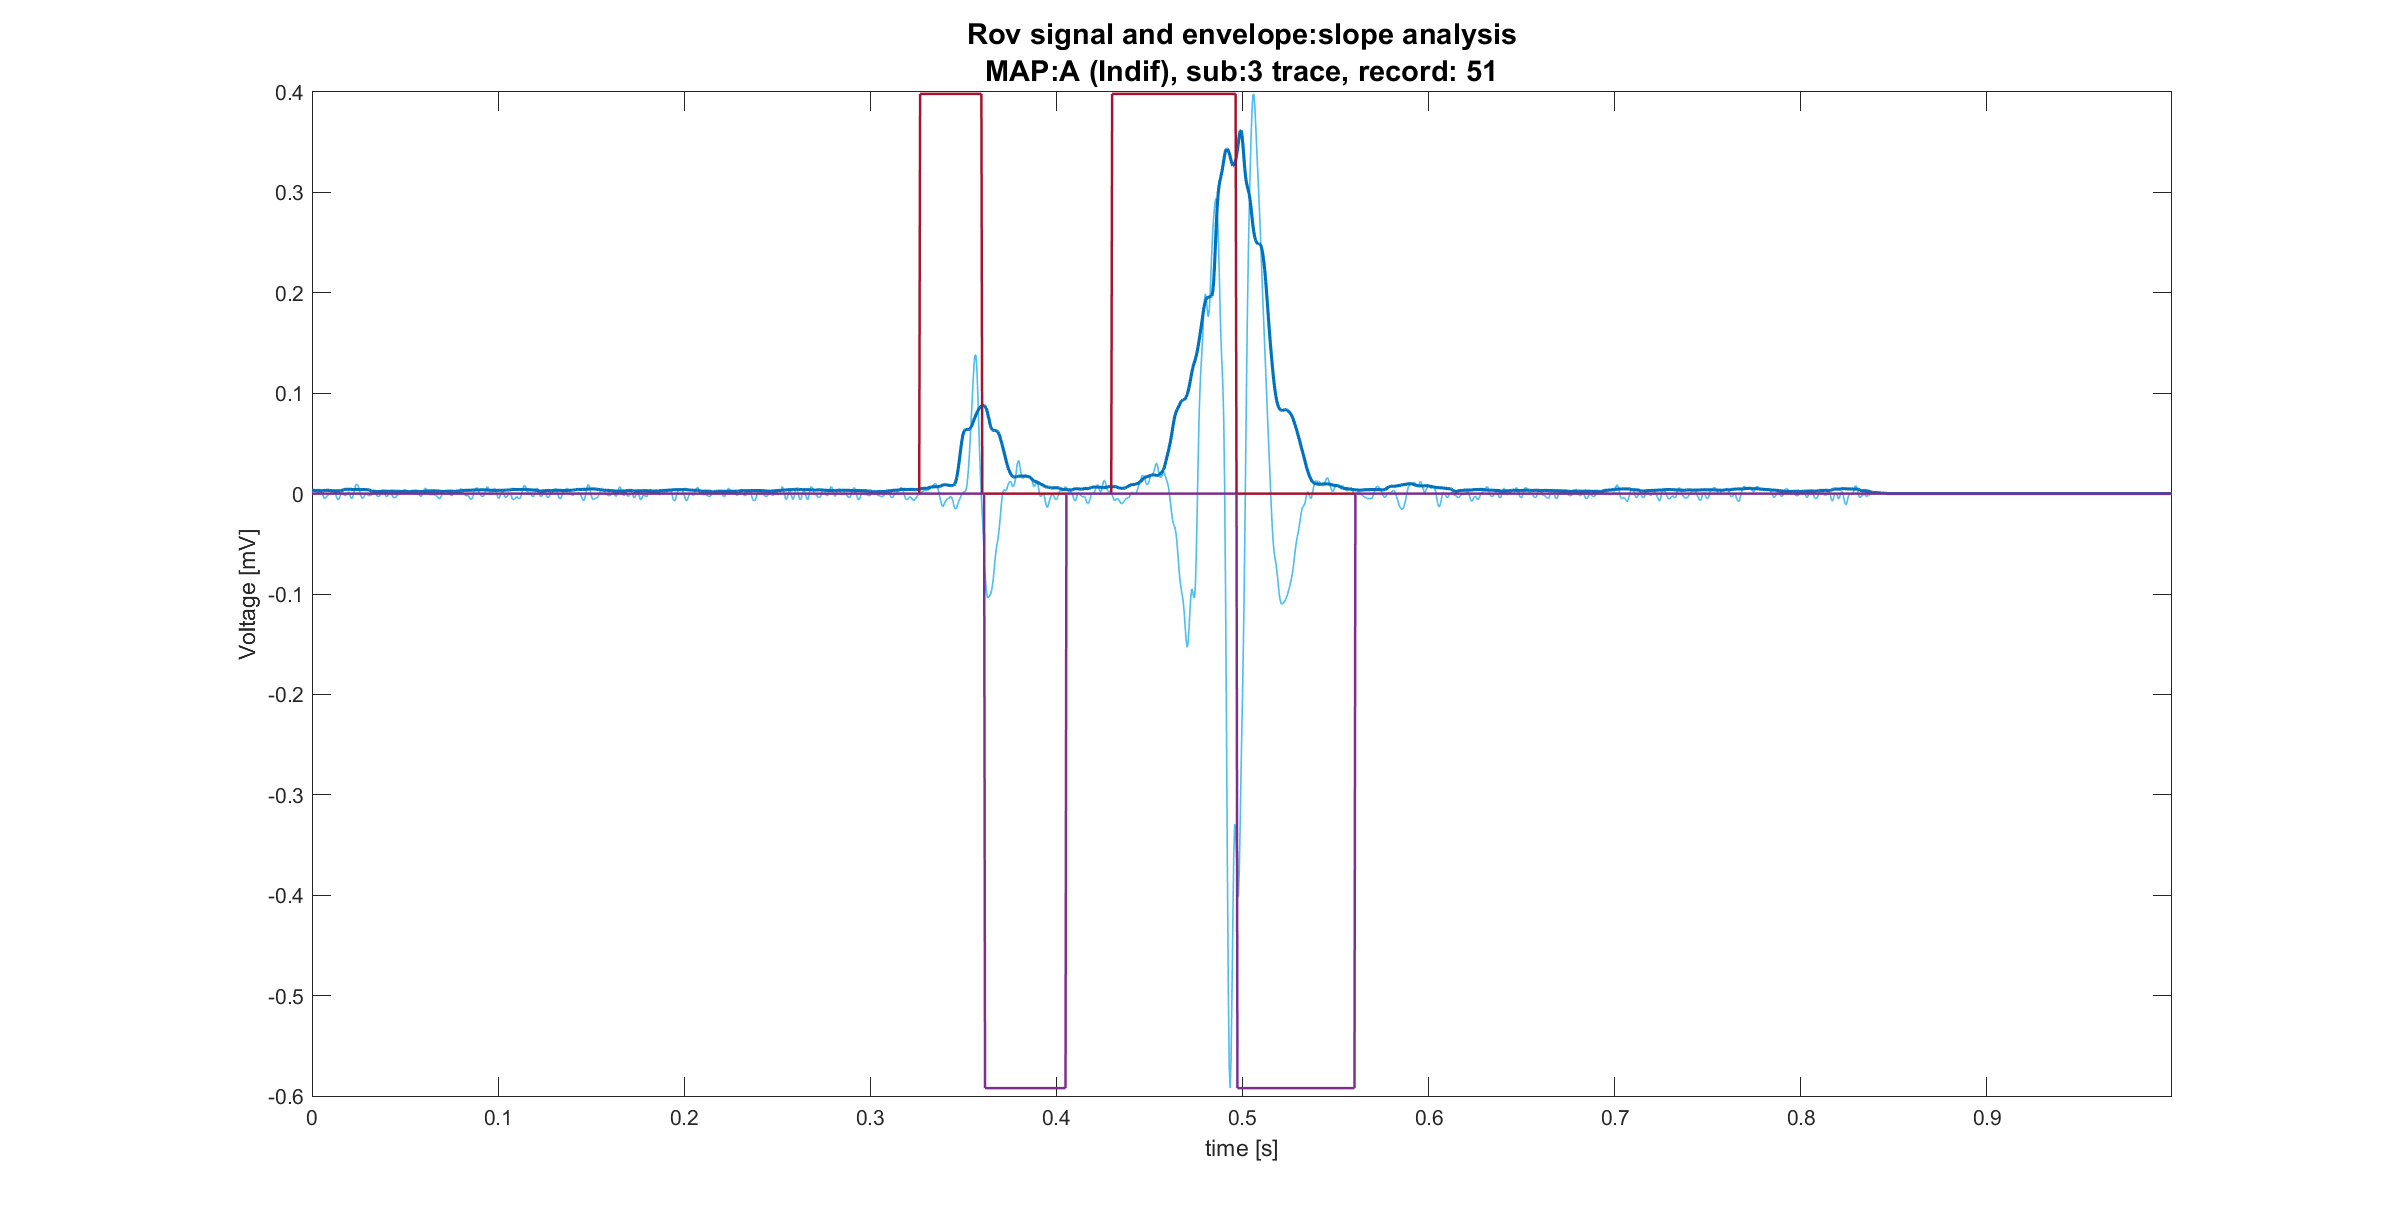 Rov signal and envelope:slope analysis
MAP:A (Indif), sub:3 trace, record: 51
0.4
0.3
0.2
0.1
0
-0.1
-0.2
-0.3
-0.4
-0.5
-0.6
Voltage [mV]
0 0.1 0.2 0.3 0.4 0.5 0.6 0.7 0.8 0.9
time [s]